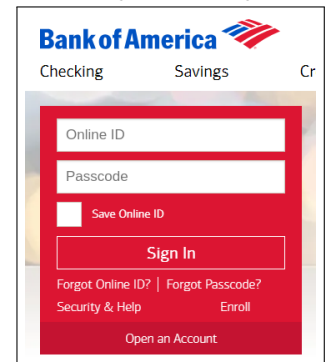 Bank of America
Checking Savings Cr
Online ID
Passcode
Save Online ID
Sign In
Forgot Online ID? | Forgot Passcode?
Security & Help Enroll
Open an Account